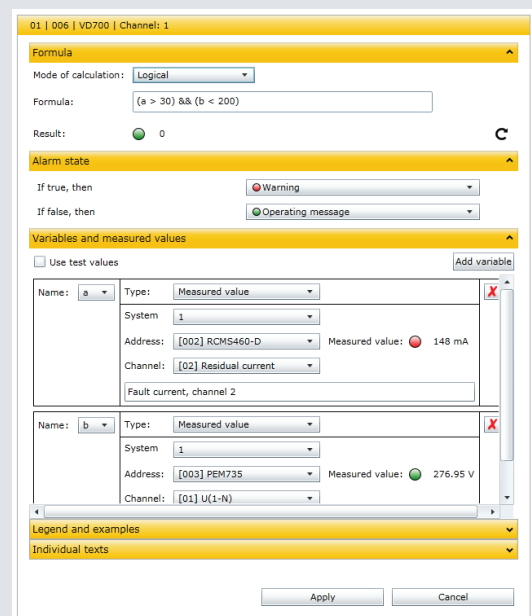 01 | 006 | VD700 | Channel: 1
Formula
Mode of calculation: Logical
Formula: (a > 30) && (b < 200)
Result: 0
Alarm state
If true, then Warning
If false, then Operating message
Variables and measured values
Use test values Add variable
Name: a Type: Measured value X
System 1
Address: [002] RCMS460-D Measured value: 148 mA
Channel: [02] Residual current
Fault current, channel 2
Name: b Type: Measured value X
System 1
Address: [003] PEM735 Measured value: 276.95 V
Channel: [01] U(1-N)
Legend and examples
Individual texts
Apply Cancel